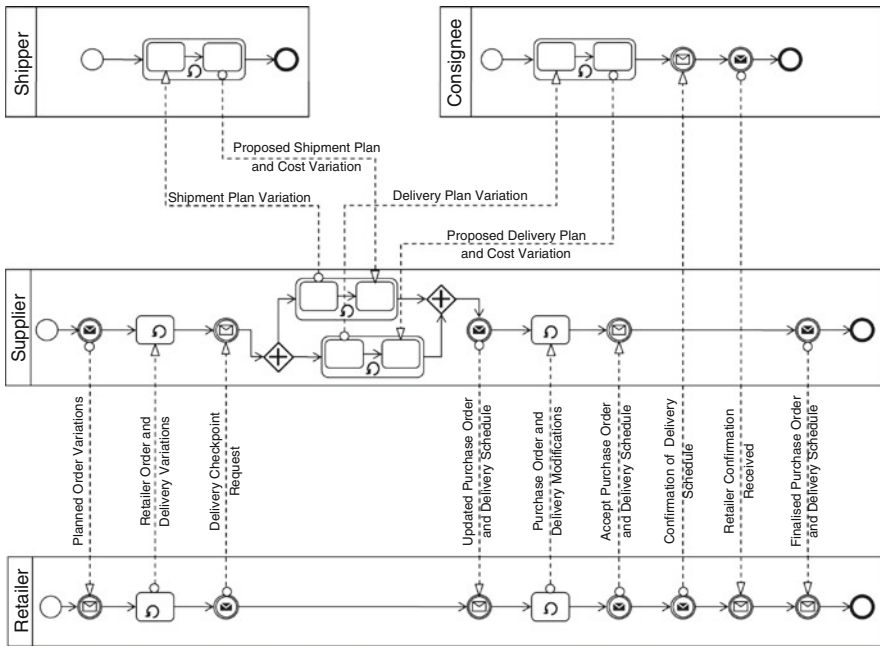 Shipper
Consignee
Proposed Shipment Plan
and Cost Variation
Shipment Plan Variation
Delivery Plan Variation
Proposed Delivery Plan
and Cost Variation
Supplier
Planned Order Variations
Retailer Order and
Delivery Variations
Delivery Checkpoint
Request
Updated Purchase Order
and Delivery Schedule
Purchase Order and
Delivery Modifications
Accept Purchase Order
and Delivery Schedule
Confirmation of Delivery
Schedule
Retailer Confirmation
Received
Finalised Purchase Order
and Delivery Schedule
Retailer